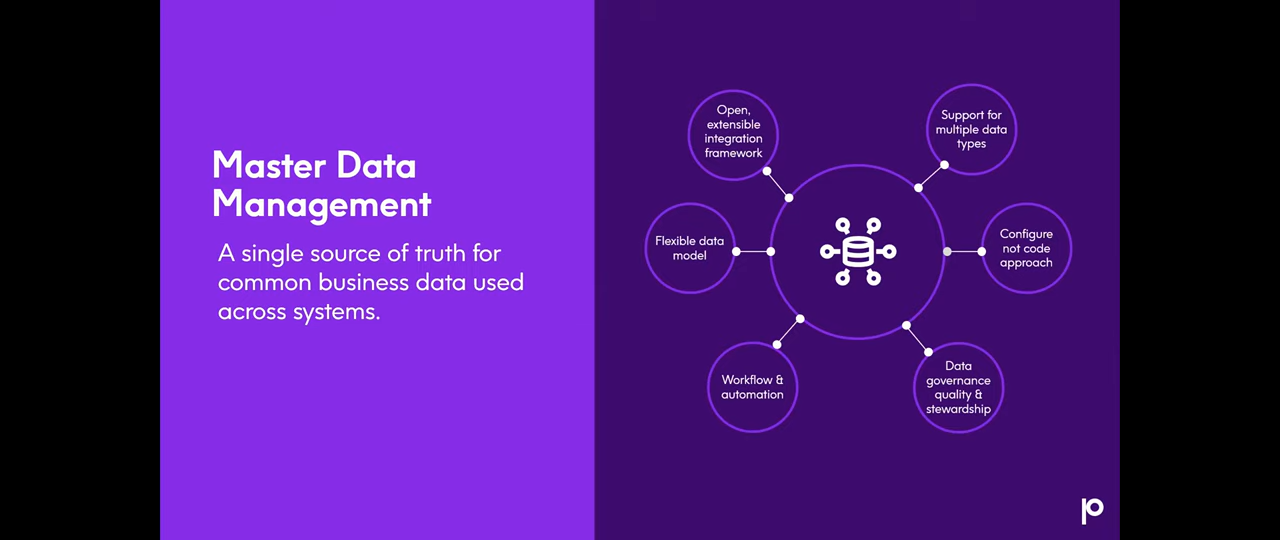 Master Data
Management
A single source of truth for
common business data used
across systems.
Open,
extensible
integration
framework
Support for
multiple data
types
Flexible data
model
Configure
not code
approach
Workflow &
automation
Data
governance
quality &
stewardship